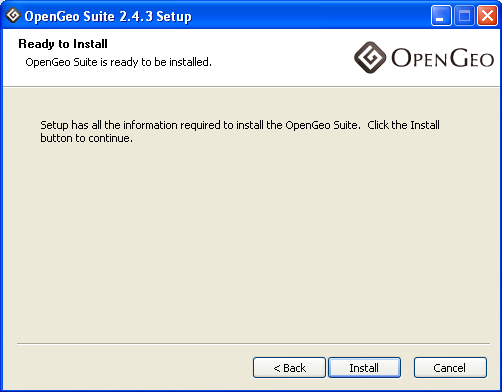 OpenGeo Suite 2.4.3 Setup
Ready to Install
OpenGeo Suite is ready to be installed.
OPENGEO
Setup has all the information required to install the OpenGeo Suite.  Click the Install
button to continue.
< Back
Install
Cancel